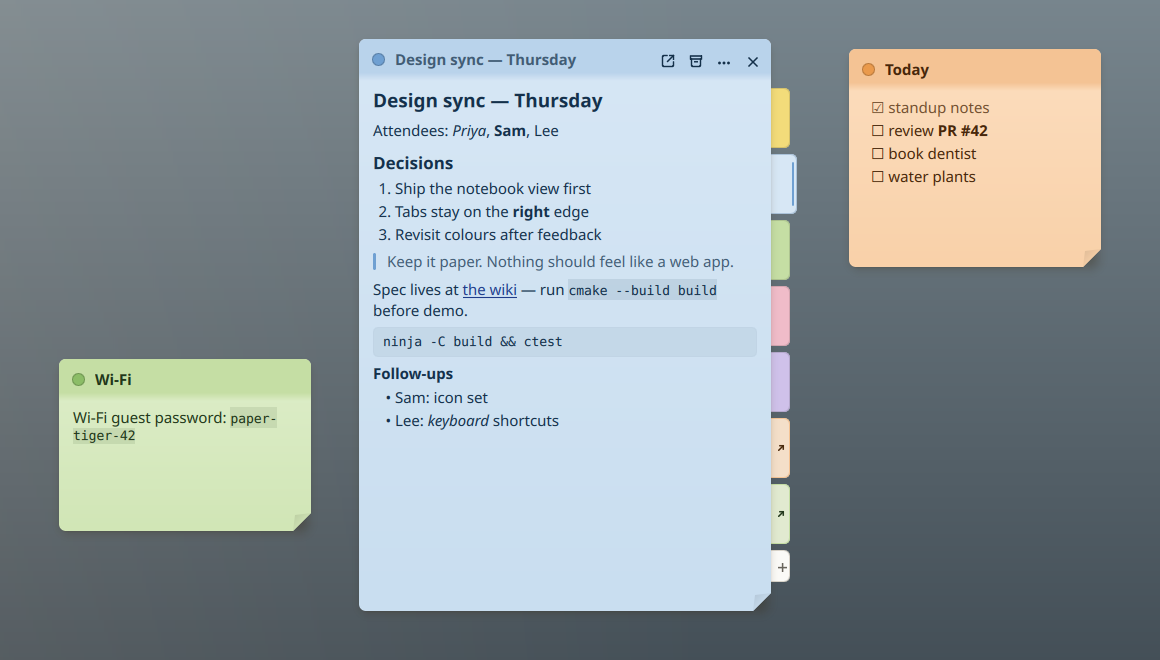 Design sync — Thursday
Design sync — Thursday
Attendees: Priya, Sam, Lee
Decisions
1. Ship the notebook view first
2. Tabs stay on the right edge
3. Revisit colours after feedback
Keep it paper. Nothing should feel like a web app.
Spec lives at the wiki — run cmake --build build
before demo.
ninja -C build && ctest
Follow-ups
• Sam: icon set
• Lee: keyboard shortcuts
Today
☑ standup notes
☐ review PR #42
☐ book dentist
☐ water plants
Wi-Fi
Wi-Fi guest password: paper-
tiger-42